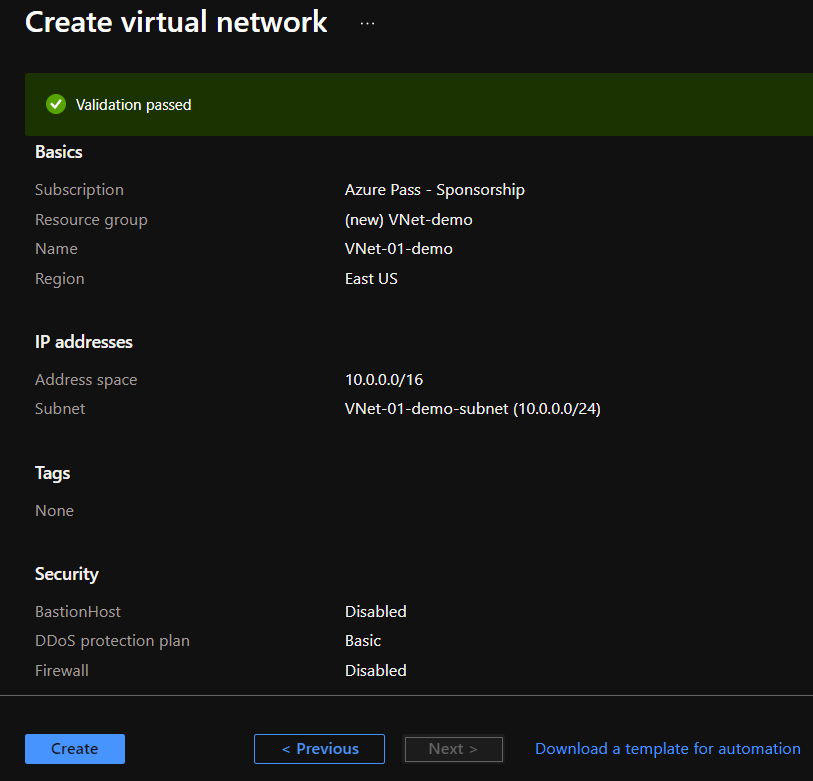 Create virtual network ...
Validation passed
Basics
Subscription Azure Pass - Sponsorship
Resource group (new) VNet-demo
Name VNet-01-demo
Region East US
IP addresses
Address space 10.0.0.0/16
Subnet VNet-01-demo-subnet (10.0.0.0/24)
Tags
None
Security
BastionHost Disabled
DDoS protection plan Basic
Firewall Disabled
Create < Previous Next > Download a template for automation